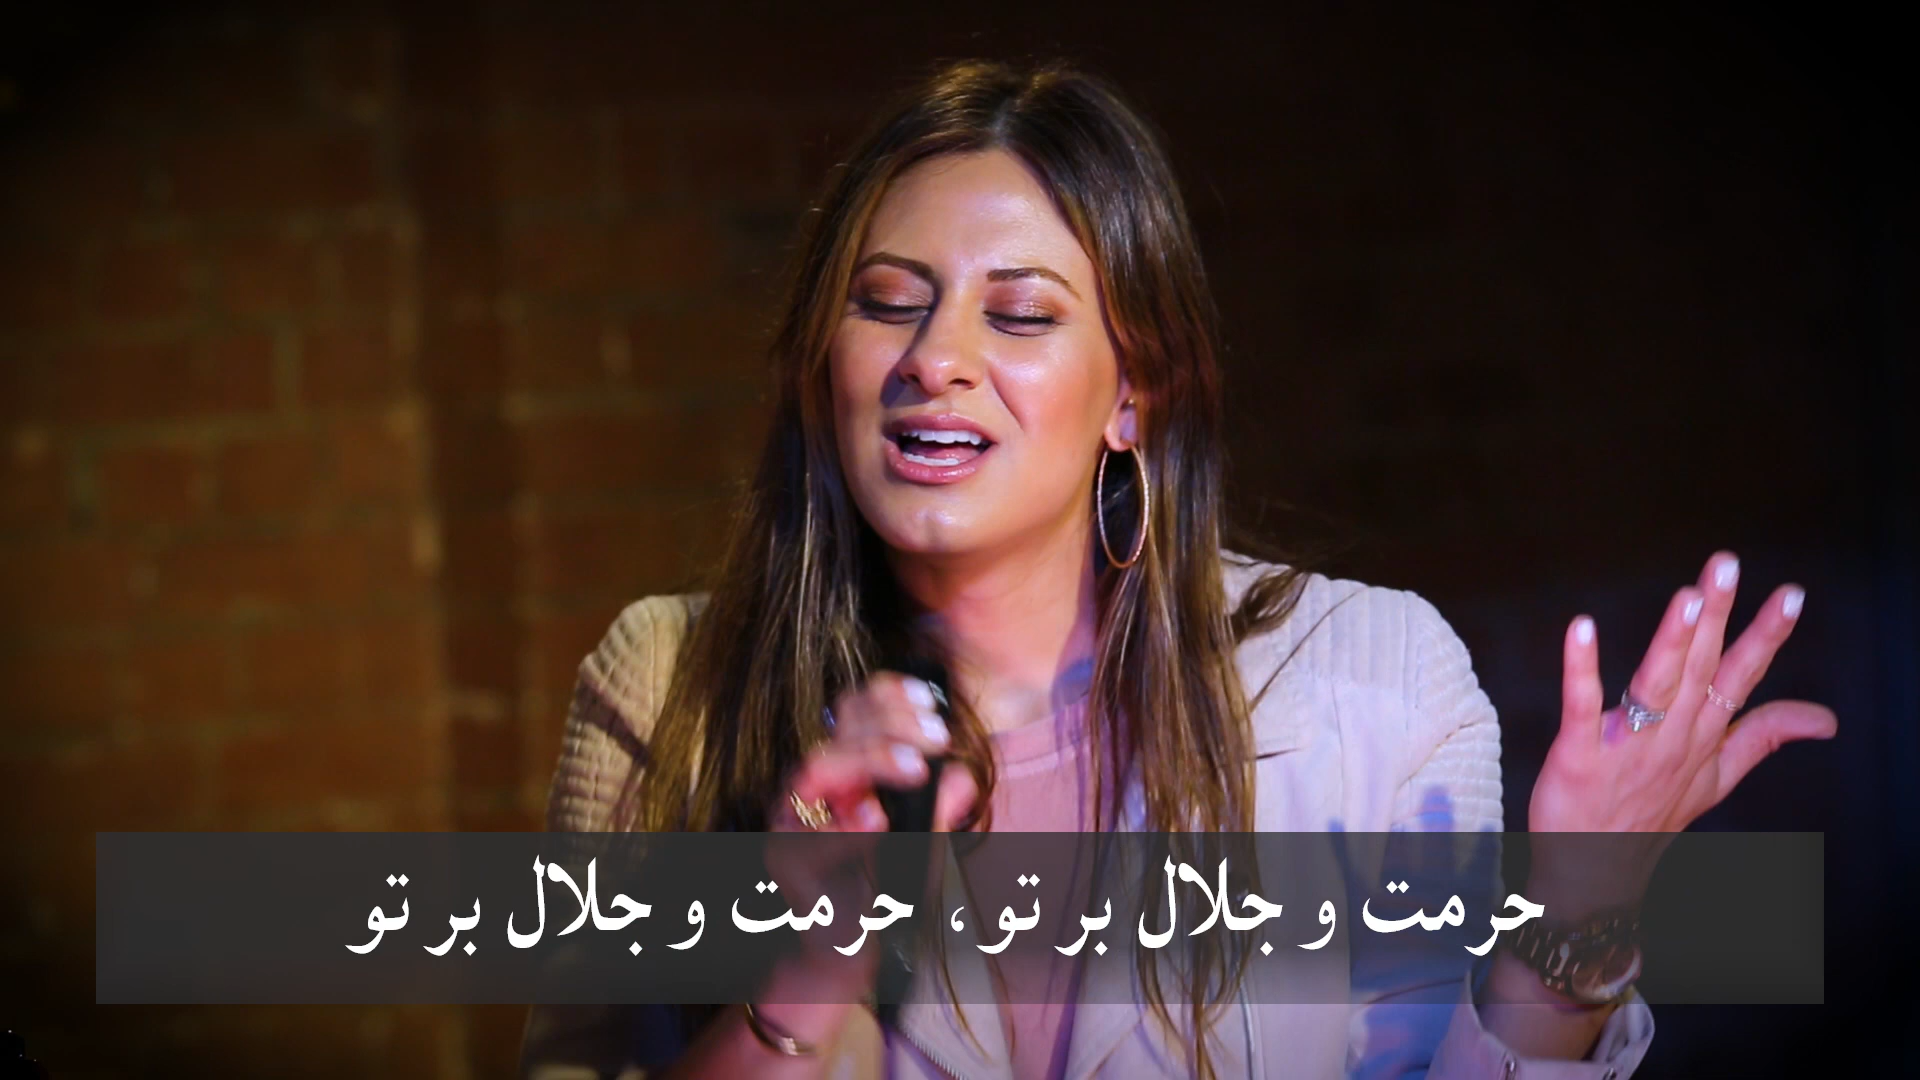 حرمت و جلال بر تو، حرمت و جلال بر تو